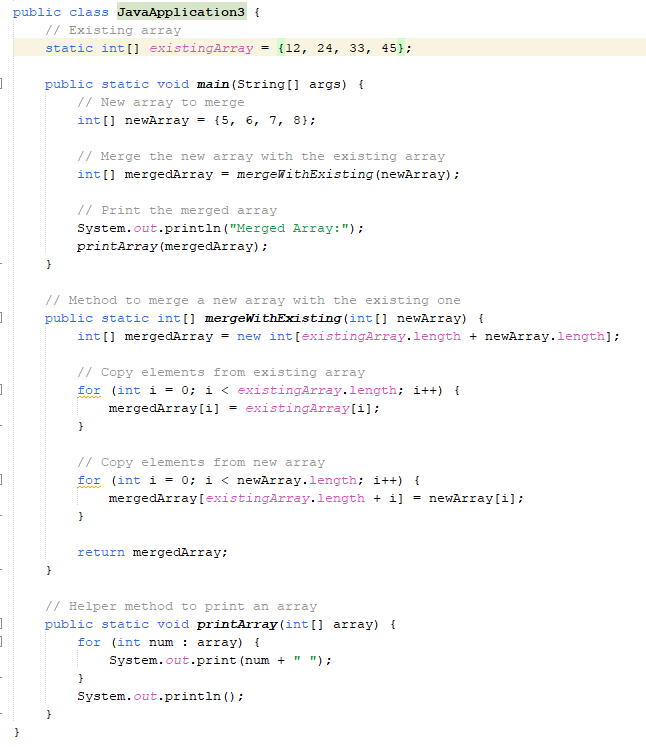 public class JavaApplication3 {
    // Existing array
    static int[] existingArray = {12, 24, 33, 45};

    public static void main(String[] args) {
        // New array to merge
        int[] newArray = {5, 6, 7, 8};

        // Merge the new array with the existing array
        int[] mergedArray = mergeWithExisting(newArray);

        // Print the merged array
        System.out.println("Merged Array:");
        printArray(mergedArray);
    }

    // Method to merge a new array with the existing one
    public static int[] mergeWithExisting(int[] newArray) {
        int[] mergedArray = new int[existingArray.length + newArray.length];

        // Copy elements from existing array
        for (int i = 0; i < existingArray.length; i++) {
            mergedArray[i] = existingArray[i];
        }

        // Copy elements from new array
        for (int i = 0; i < newArray.length; i++) {
            mergedArray[existingArray.length + i] = newArray[i];
        }

        return mergedArray;
    }

    // Helper method to print an array
    public static void printArray(int[] array) {
        for (int num : array) {
            System.out.print(num + " ");
        }
        System.out.println();
    }
}